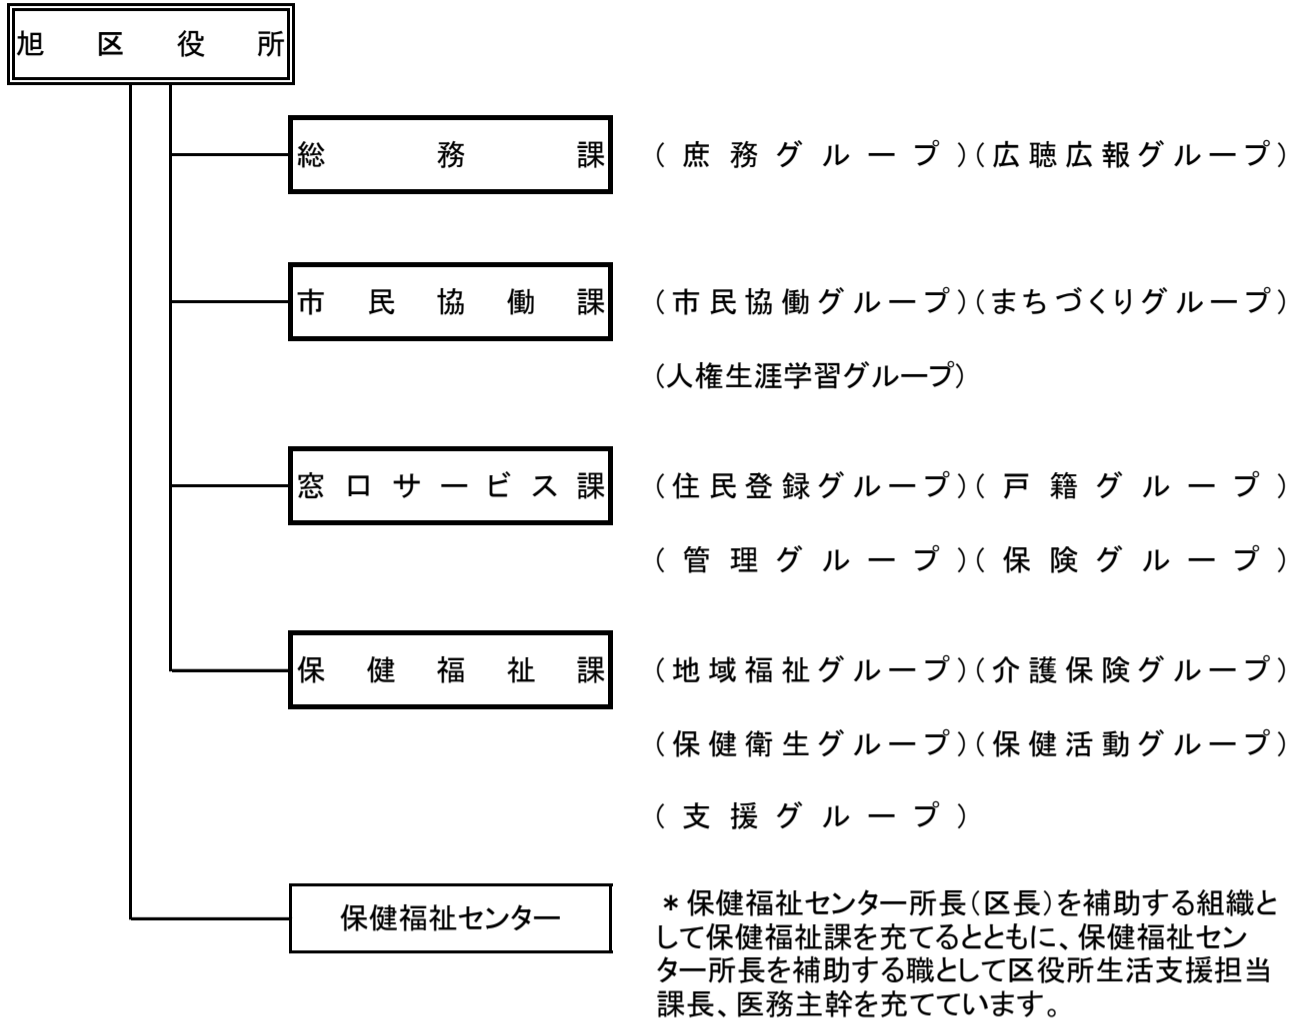 旭区役所
総務課 (庶務グループ)(広聴広報グループ)
市民協働課 (市民協働グループ)(まちづくりグループ)
(人権生涯学習グループ)
窓口サービス課 (住民登録グループ)(戸籍グループ)
(管理グループ)(保険グループ)
保健福祉課 (地域福祉グループ)(介護保険グループ)
(保健衛生グループ)(保健活動グループ)
(支援グループ)
保健福祉センター
*保健福祉センター所長(区長)を補助する組織と
して保健福祉課を充てるとともに、保健福祉セン
ター所長を補助する職として区役所生活支援担当
課長、医務主幹を充てています。